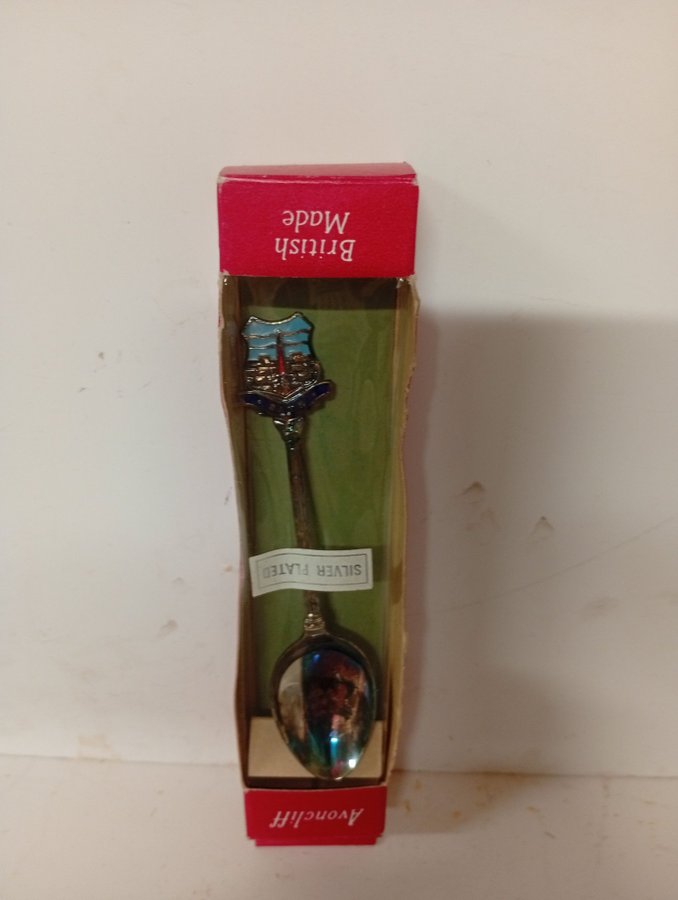 British
Made
SILVER PLATED
Avoncliff